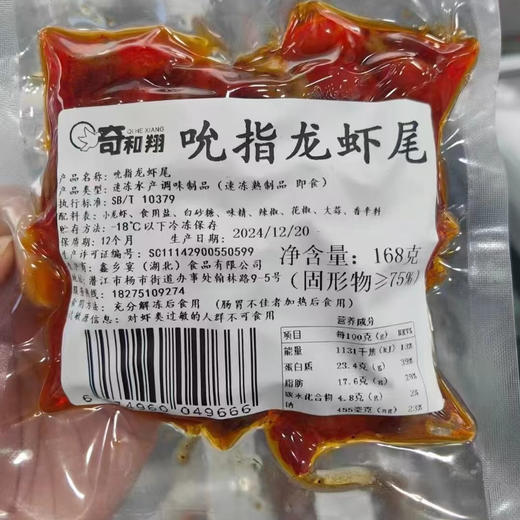 QI HE XIANG
奇和翔
吮指龙虾尾
产品名称：吮指龙虾尾
产品类型：速冻水产调味制品（速冻熟制品 即食）
执行标准：SB/T 10379
配料表：小龙虾、食用盐、白砂糖、味精、辣椒、花椒、大蒜、香辛料
贮存方法：-18℃以下冷冻保存
保质期：12个月 生产日期：2024/12/20
生产许可证编号：SC11142900550599
鑫乡宴（湖北）食品有限公司
潜江市杨市街道办事处翰林路9-5号
18275109274
充分解冻后食用 （肠胃不佳者加热后食用）
信息：对虾类过敏的人群不可食用
净含量：168克
（固形物≥75%）
营养成分
项目 每100克(g) NRV%
能量 1131千焦(kJ) 13%
蛋白质 23.4克(g) 39%
脂肪 17.6克(g) 29%
碳水化合物 4.8克(g) 2%
钠 455毫克(mg) 23%
049666